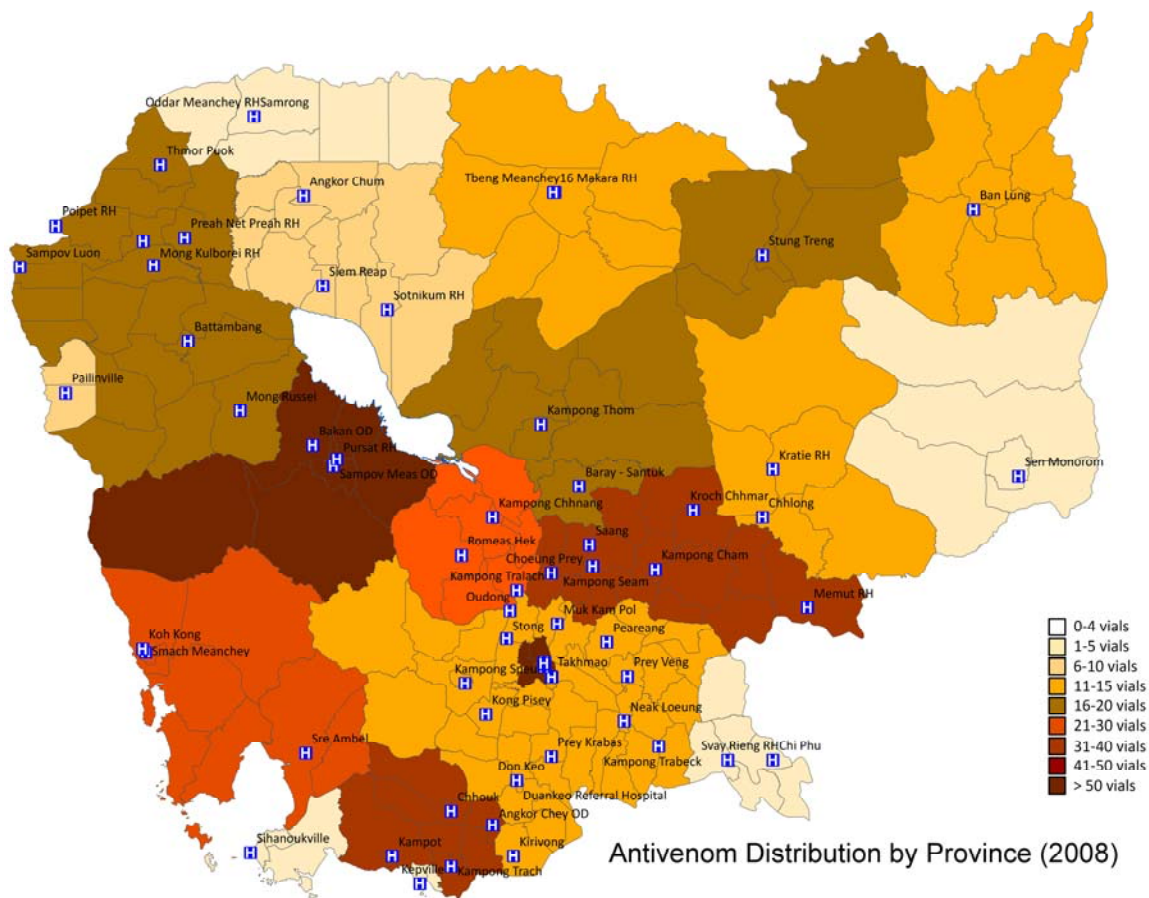 Oddar Meanchey RHSamrong
Thmor Puok
Angkor Chum
Tbeng Meanchey16 Makara RH
Ban Lung
Poipet RH
Preah Net Preah RH
Stung Treng
Sampov Luon
Mong Kulborei RH
Siem Reap
Sotnikum RH
Battambang
Pailinville
Mong Russei
Kampong Thom
Bakan OD
Pursat RH
Sampov Meas OD
Kratie RH
Sen Monorom
Baray - Santuk
Kroch Chhmar
Chhlong
Kampong Chhnang
Saang
Romeas Hek
Choeung Prey
Kampong Cham
Kampong Tralach
Kampong Seam
Memut RH
Oudong
Muk Kam Pol
Stong
Peareang
Koh Kong
Smach Meanchey
Kampong Speu
Takhmao
Prey Veng
Kong Pisey
Neak Loeung
Sre Ambel
Prey Krabas
Svay Rieng RHChi Phu
Don Keo
Kampong Trabeck
Duankeo Referral Hospital
Chhouk
Angkor Chey OD
Sihanoukville
Kampot
Kirivong
Kepville
Kampong Trach
0-4 vials
1-5 vials
6-10 vials
11-15 vials
16-20 vials
21-30 vials
31-40 vials
41-50 vials
> 50 vials
Antivenom Distribution by Province (2008)